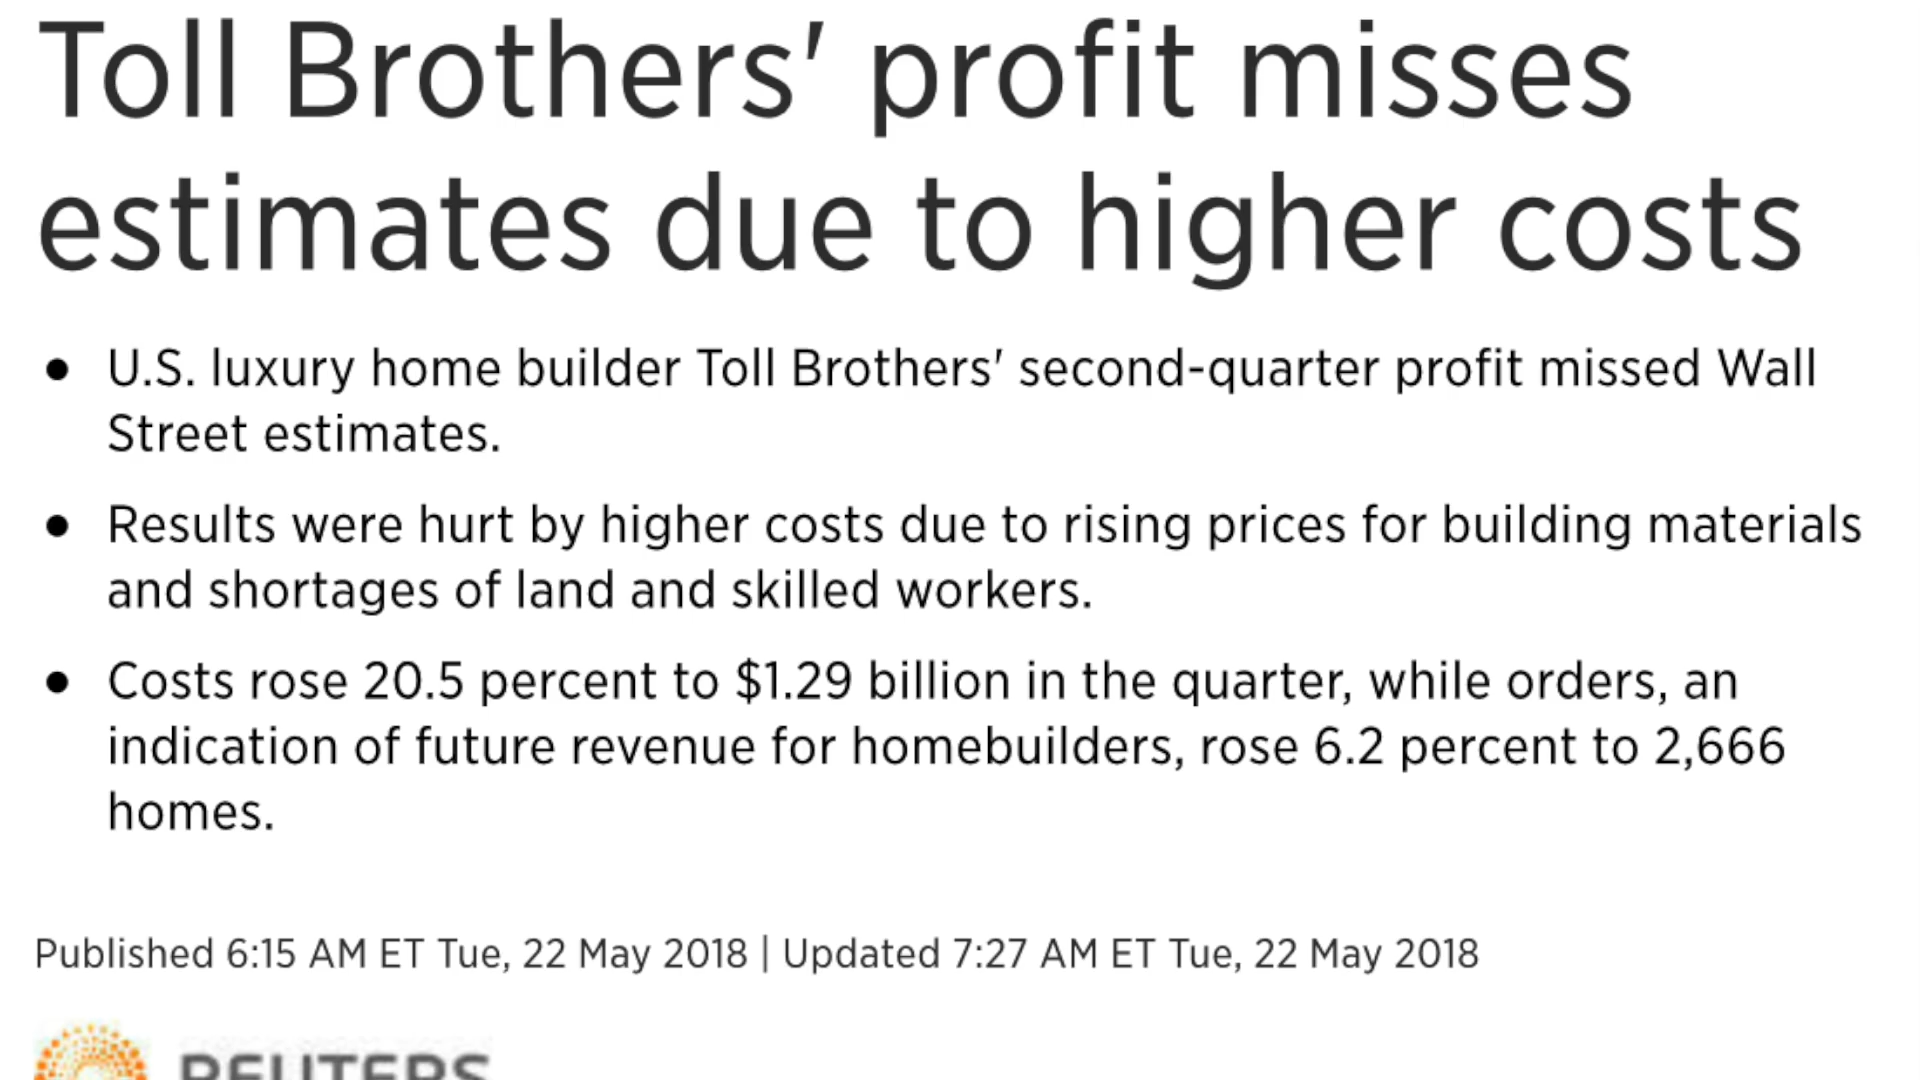 Toll Brothers' profit misses
estimates due to higher costs
● U.S. luxury home builder Toll Brothers' second-quarter profit missed Wall
Street estimates.
● Results were hurt by higher costs due to rising prices for building materials
and shortages of land and skilled workers.
● Costs rose 20.5 percent to $1.29 billion in the quarter, while orders, an
indication of future revenue for homebuilders, rose 6.2 percent to 2,666
homes.
Published 6:15 AM ET Tue, 22 May 2018 | Updated 7:27 AM ET Tue, 22 May 2018
REUTERS